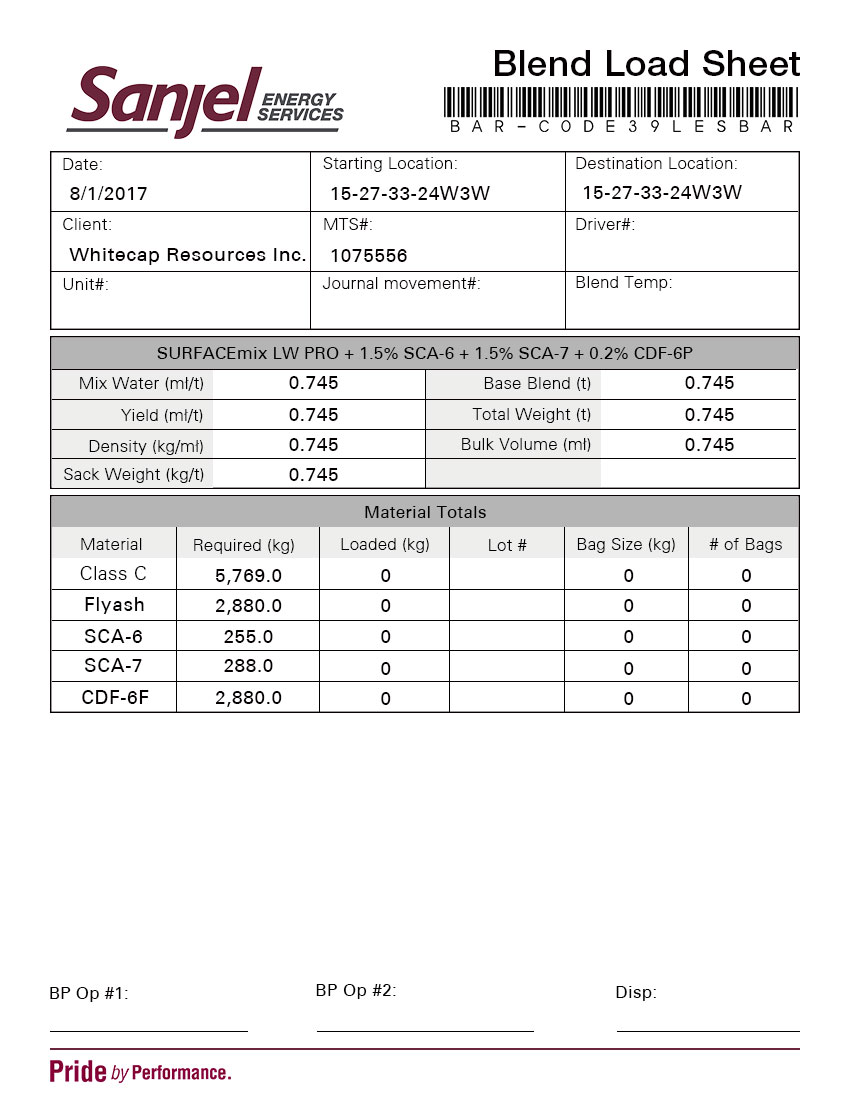 Sanjel ENERGY SERVICES
Blend Load Sheet
BAR-CODE39LESBAR
Date: Starting Location: Destination Location:
8/1/2017 15-27-33-24W3W 15-27-33-24W3W
Client: MTS#: Driver#:
Whitecap Resources Inc. 1075556
Unit#: Journal movement#: Blend Temp:
SURFACEmix LW PRO + 1.5% SCA-6 + 1.5% SCA-7 + 0.2% CDF-6P
Mix Water (mł/t) 0.745 Base Blend (t) 0.745
Yield (mł/t) 0.745 Total Weight (t) 0.745
Density (kg/mł) 0.745 Bulk Volume (mł) 0.745
Sack Weight (kg/t) 0.745
Material Totals
Material Required (kg) Loaded (kg) Lot # Bag Size (kg) # of Bags
Class C 5,769.0 0 0 0
Flyash 2,880.0 0 0 0
SCA-6 255.0 0 0 0
SCA-7 288.0 0 0 0
CDF-6F 2,880.0 0 0 0
BP Op #1: BP Op #2: Disp:
Pride by Performance.